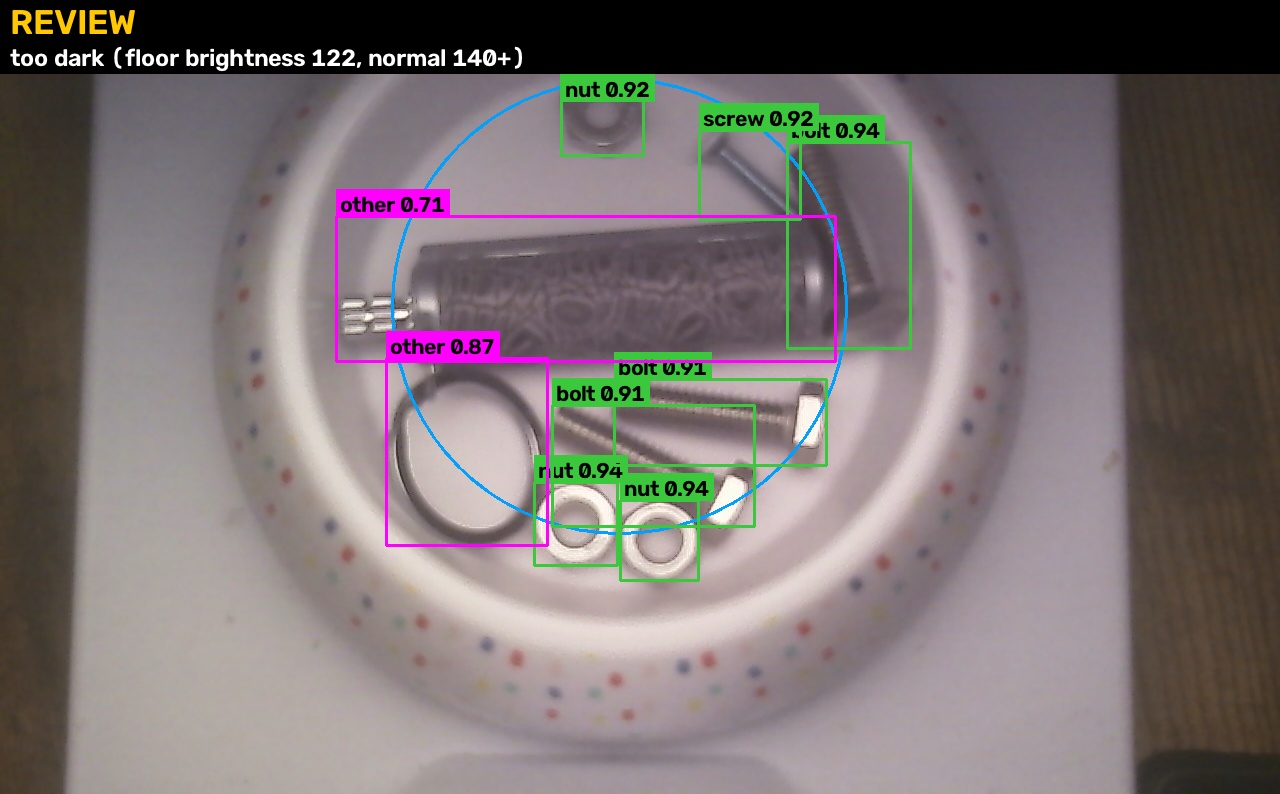 REVIEW
too dark (floor brightness 122, normal 140+)
nut 0.92
screw 0.92
bolt 0.94
other 0.71
other 0.87
bolt 0.91
bolt 0.91
nut 0.94
nut 0.94